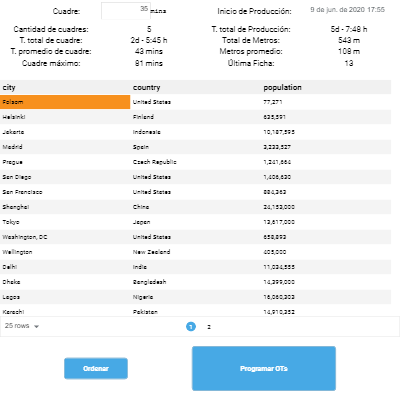 Cuadre: 35 mins Inicio de Producción: 9 de jun. de 2020 17:55
Cantidad de cuadres: 5 T. total de Producción: 5d - 7:48 h
T. total de cuadre: 2d - 5:45 h Total de Metros: 543 m
T. promedio de cuadre: 43 mins Metros promedio: 108 m
Cuadre máximo: 81 mins Última Ficha: 13
city country population
Folsom United States 77,271
Helsinki Finland 635,591
Jakarta Indonesia 10,187,595
Madrid Spain 3,233,527
Prague Czech Republic 1,241,664
San Diego United States 1,406,630
San Francisco United States 884,363
Shanghai China 24,153,000
Tokyo Japan 13,617,000
Washington, DC United States 658,893
Wellington New Zealand 405,000
Delhi India 11,034,555
Dhaka Bangladesh 14,399,000
Lagos Nigeria 16,060,303
Karachi Pakistan 14,910,352
25 rows 1 2
Ordenar Programar OTs